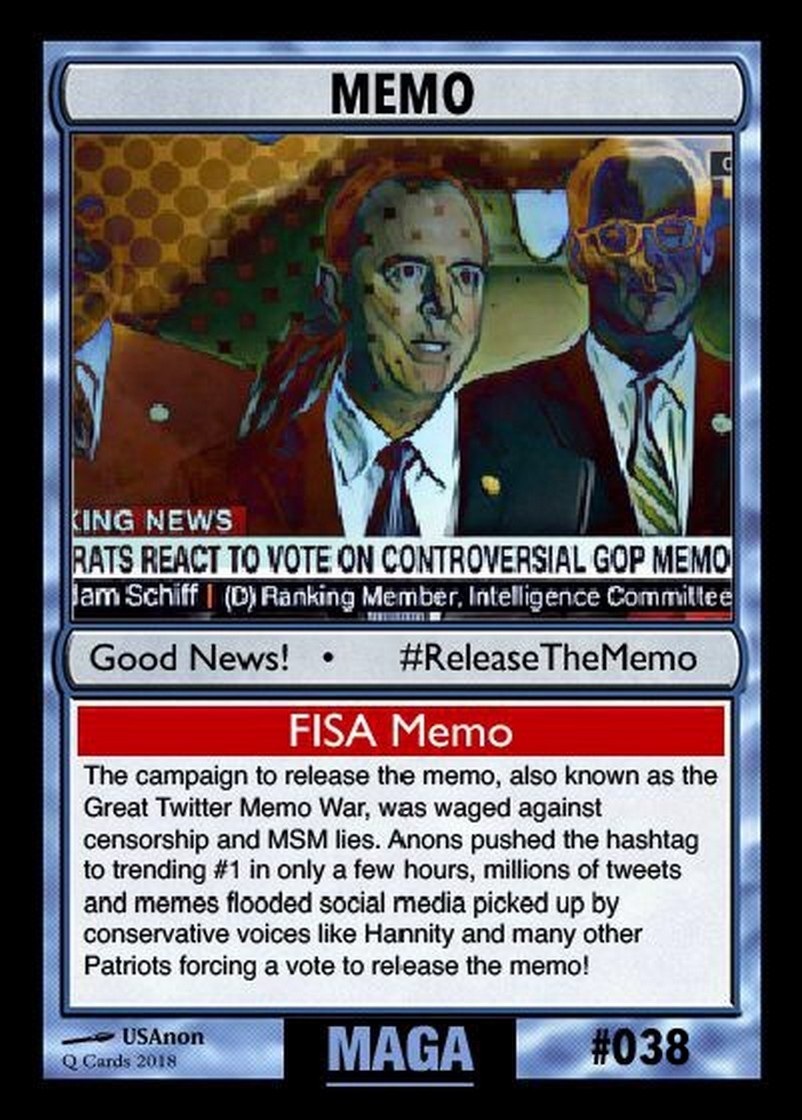 MEMO
KING NEWS
RATS REACT TO VOTE ON CONTROVERSIAL GOP MEMO
dam Schiff | (D) Ranking Member, Intelligence Committee
Good News! • #ReleaseTheMemo
FISA Memo
The campaign to release the memo, also known as the
Great Twitter Memo War, was waged against
censorship and MSM lies. Anons pushed the hashtag
to trending #1 in only a few hours, millions of tweets
and memes flooded social media picked up by
conservative voices like Hannity and many other
Patriots forcing a vote to release the memo!
USAnon
Q Cards 2018
MAGA
#038